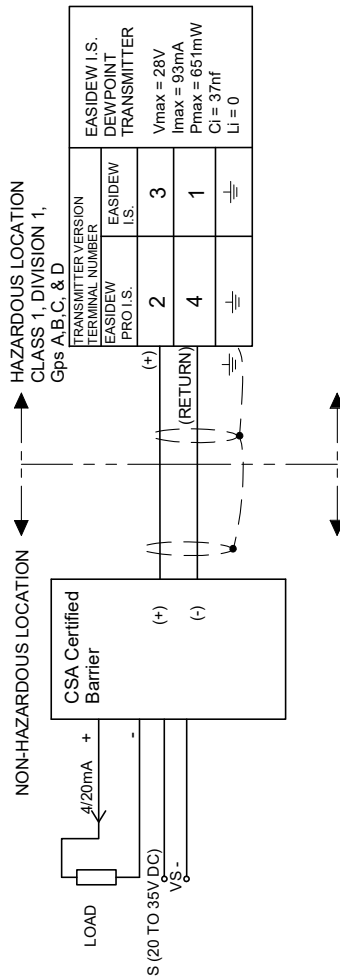 NON-HAZARDOUS LOCATION
HAZARDOUS LOCATION
CLASS 1, DIVISION 1,
Gps A,B,C, & D
LOAD
4/20mA
+
-
S (20 TO 35V DC)
VS -
CSA Certified
Barrier
(+)
(-)
(+)
(RETURN)
TRANSMITTER VERSION
TERMINAL NUMBER
EASIDEW
PRO I.S.
EASIDEW
I.S.
2
3
4
1
EASIDEW I.S.
DEWPOINT
TRANSMITTER
Vmax = 28V
Imax = 93mA
Pmax = 651mW
Ci = 37nf
Li = 0